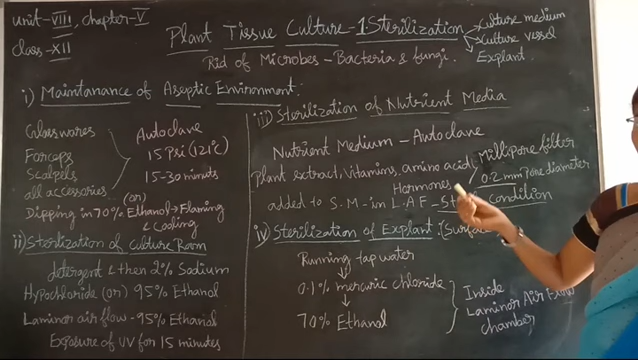 unit - VIII, chapter - V
class - XII
Plant Tissue Culture - 1 Sterilization
Culture medium
Culture vessel
Explant
Rid of Microbes - Bacteria & fungi.
i) Maintanance of Aseptic Environment.
Glasswares
Forceps
Scalpels
all accessories
Autoclave
15 Psi (121°C)
15-30 minuts
(or)
Dipping in 70% Ethanol → Flaming
& Cooling
ii) Sterilization of Culture Room
detergent & then 2% Sodium
Hypochloride (or) 95% Ethanol
Laminar air flow - 95% Ethanol
Exposure of UV for 15 minutes
iii) Sterilization of Nutrient Media
Nutrient Medium - Autoclave
Plant extract, Vitamins, amino acid
Hormones
Millipore filter
0.2 mm Pore diameter
added to S.M - in L.A.F - Condition
iv) Sterilization of Explant
Running tap water
0.1% mercuric chloride
70% Ethanol
Inside
Laminor Air Flow
chamber